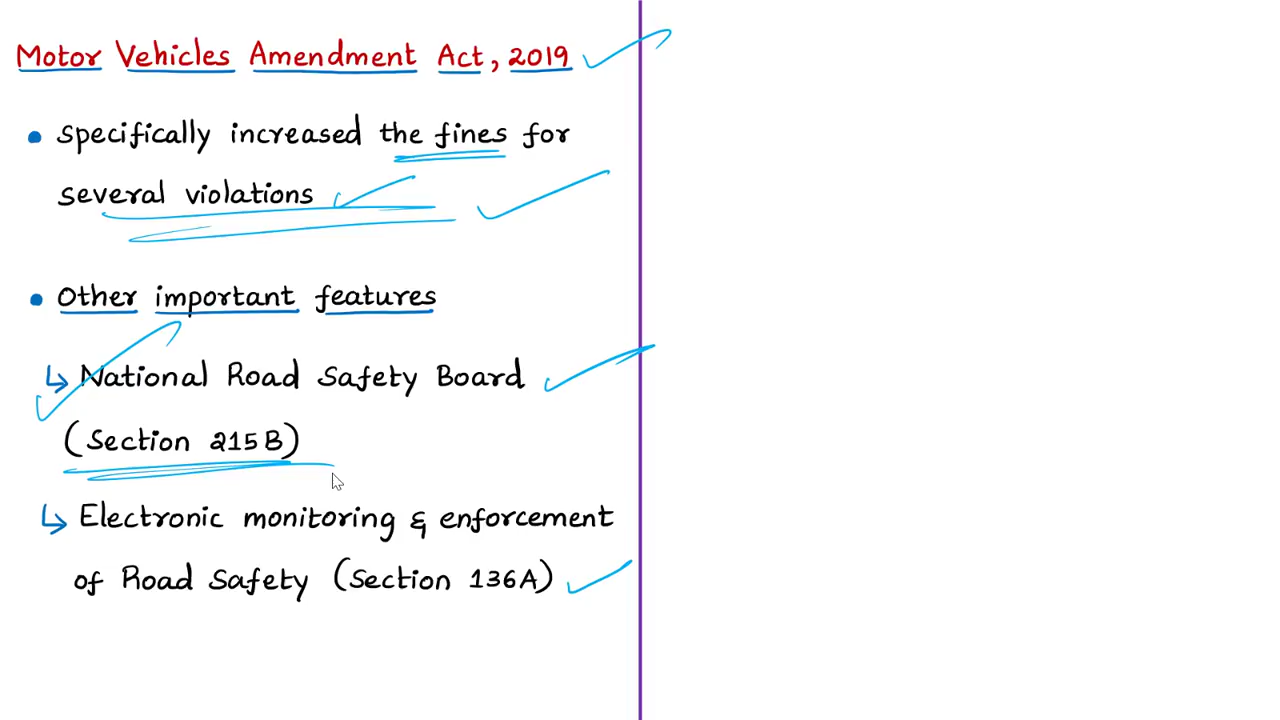 Motor Vehicles Amendment Act, 2019
• Specifically increased the fines for
several violations
• Other important features
↳ National Road Safety Board
(Section 215B)
↳ Electronic monitoring & enforcement
of Road Safety (Section 136A)